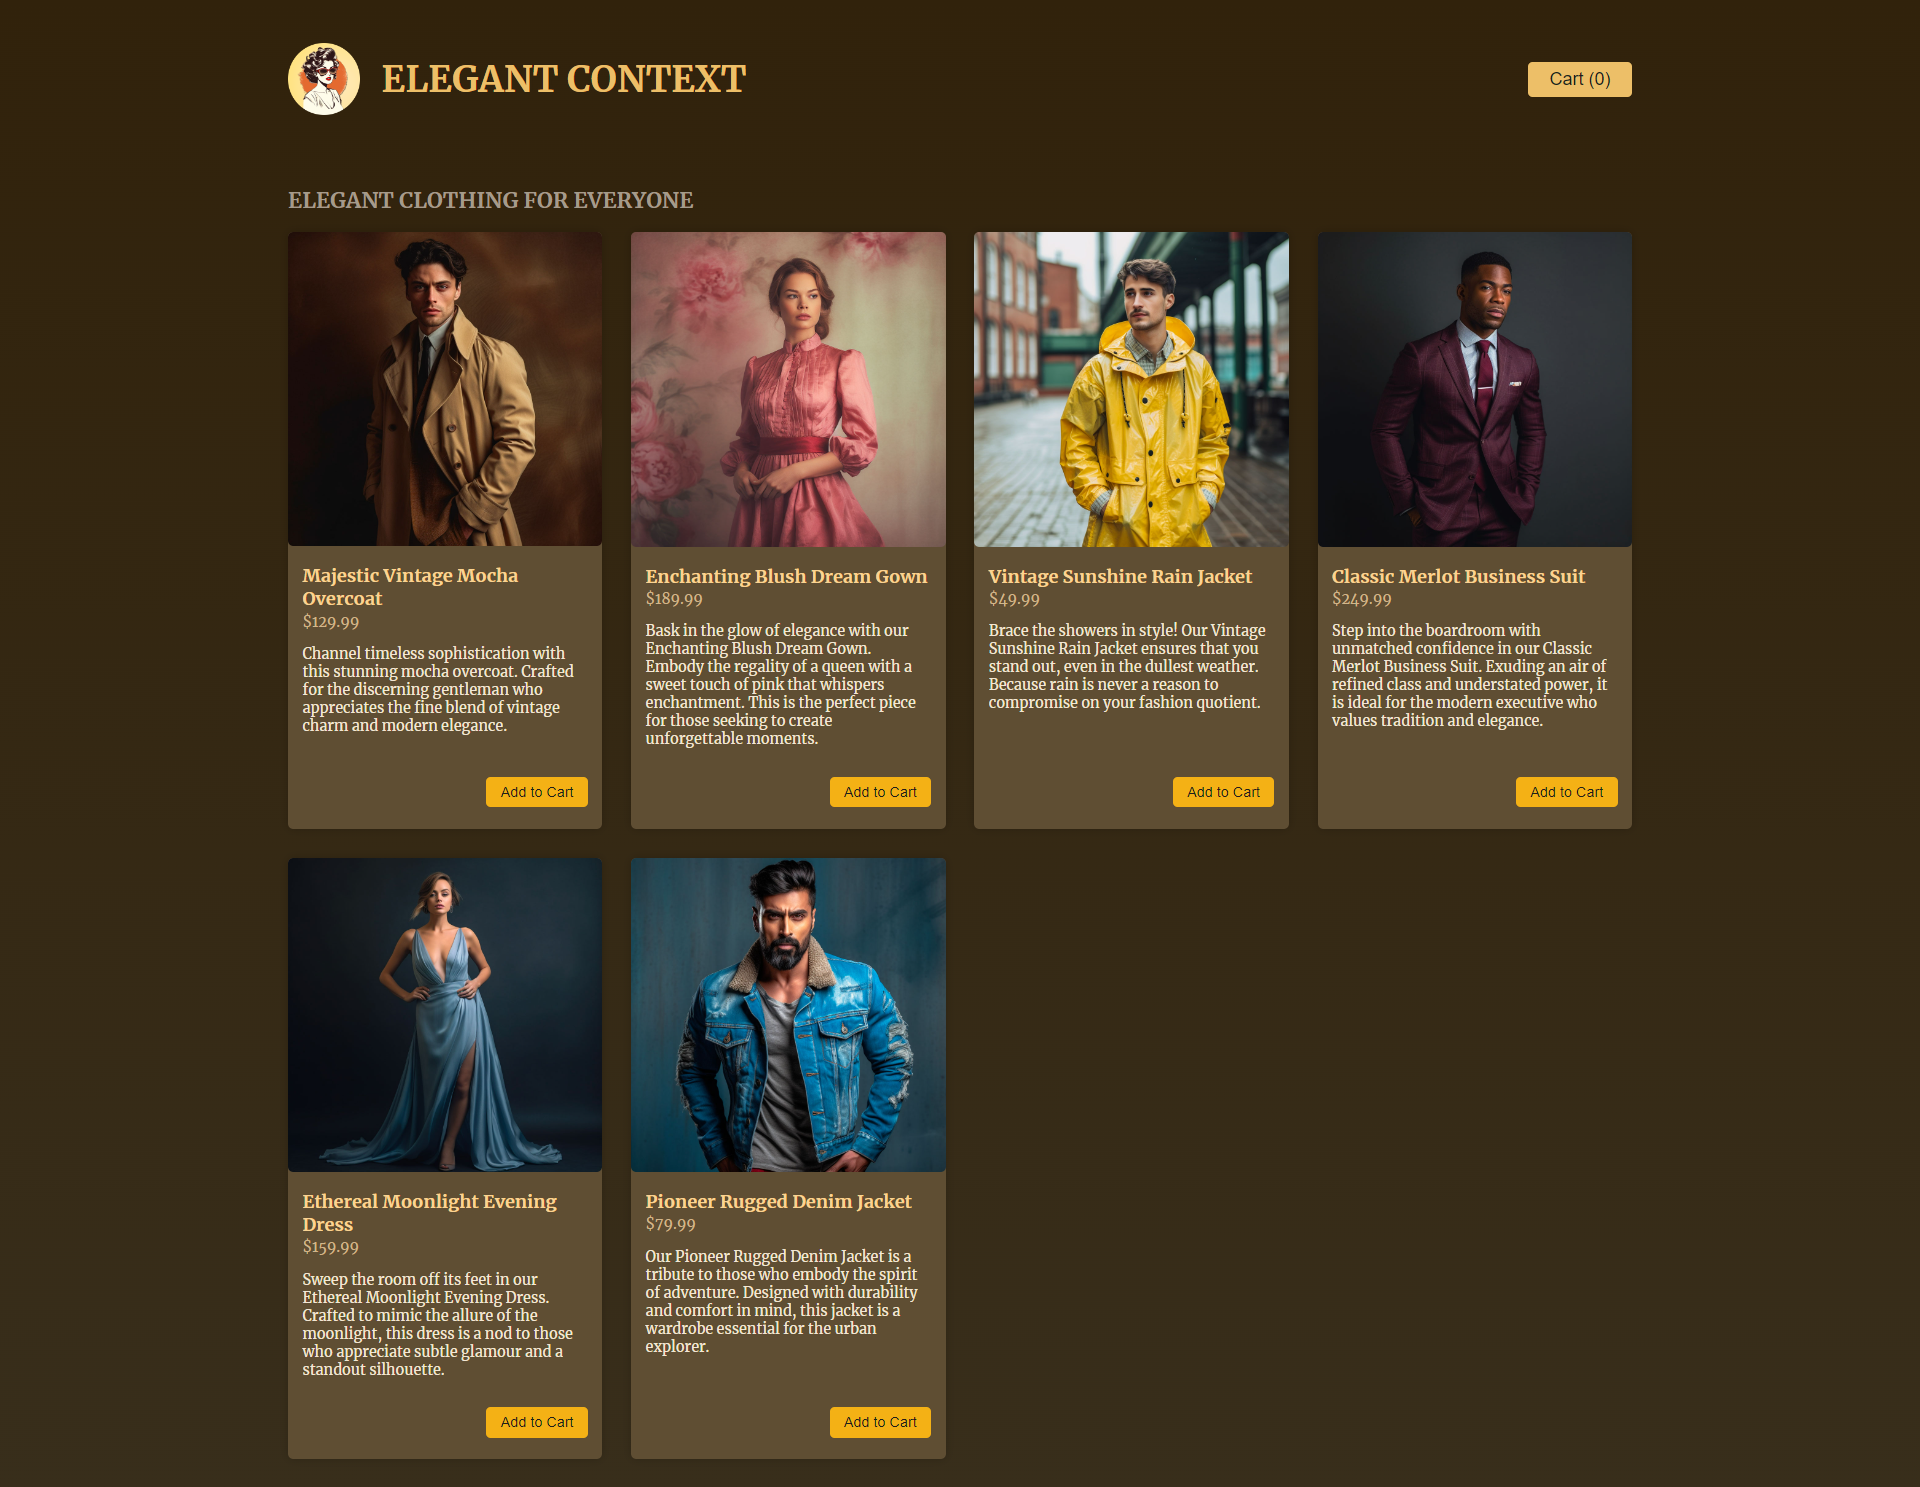 ELEGANT CONTEXT
Cart (0)
ELEGANT CLOTHING FOR EVERYONE
Majestic Vintage Mocha
Overcoat
$129.99
Channel timeless sophistication with
this stunning mocha overcoat. Crafted
for the discerning gentleman who
appreciates the fine blend of vintage
charm and modern elegance.
Add to Cart
Enchanting Blush Dream Gown
$189.99
Bask in the glow of elegance with our
Enchanting Blush Dream Gown.
Embody the regality of a queen with a
sweet touch of pink that whispers
enchantment. This is the perfect piece
for those seeking to create
unforgettable moments.
Add to Cart
Vintage Sunshine Rain Jacket
$49.99
Brace the showers in style! Our Vintage
Sunshine Rain Jacket ensures that you
stand out, even in the dullest weather.
Because rain is never a reason to
compromise on your fashion quotient.
Add to Cart
Classic Merlot Business Suit
$249.99
Step into the boardroom with
unmatched confidence in our Classic
Merlot Business Suit. Exuding an air of
refined class and understated power, it
is ideal for the modern executive who
values tradition and elegance.
Add to Cart
Ethereal Moonlight Evening
Dress
$159.99
Sweep the room off its feet in our
Ethereal Moonlight Evening Dress.
Crafted to mimic the allure of the
moonlight, this dress is a nod to those
who appreciate subtle glamour and a
standout silhouette.
Add to Cart
Pioneer Rugged Denim Jacket
$79.99
Our Pioneer Rugged Denim Jacket is a
tribute to those who embody the spirit
of adventure. Designed with durability
and comfort in mind, this jacket is a
wardrobe essential for the urban
explorer.
Add to Cart